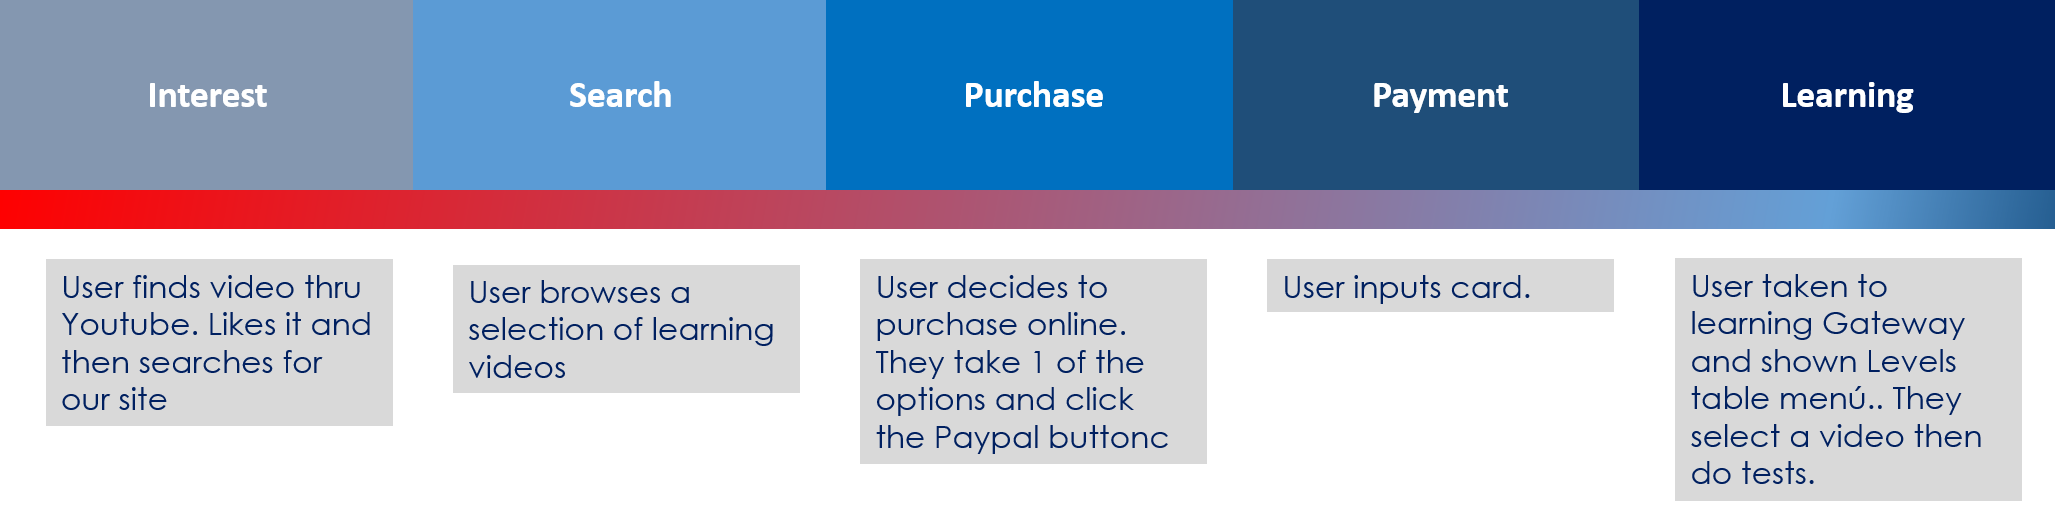 Interest
Search
Purchase
Payment
Learning
User finds video thru
Youtube. Likes it and
then searches for
our site
User browses a
selection of learning
videos
User decides to
purchase online.
They take 1 of the
options and click
the Paypal buttonc
User inputs card.
User taken to
learning Gateway
and shown Levels
table menú.. They
select a video then
do tests.